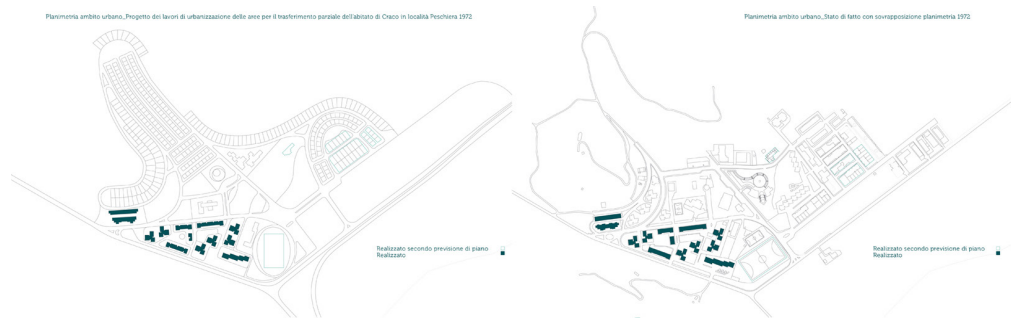 Planimetria ambito urbano_Progetto dei lavori di urbanizzazione delle aree per il trasferimento parziale dell'abitato di Craco in località Peschiera 1972
Planimetria ambito urbano_Stato di fatto con sovrapposizione planimetria 1972
Realizzato secondo previsione di piano
Realizzato
Realizzato secondo previsione di piano
Realizzato